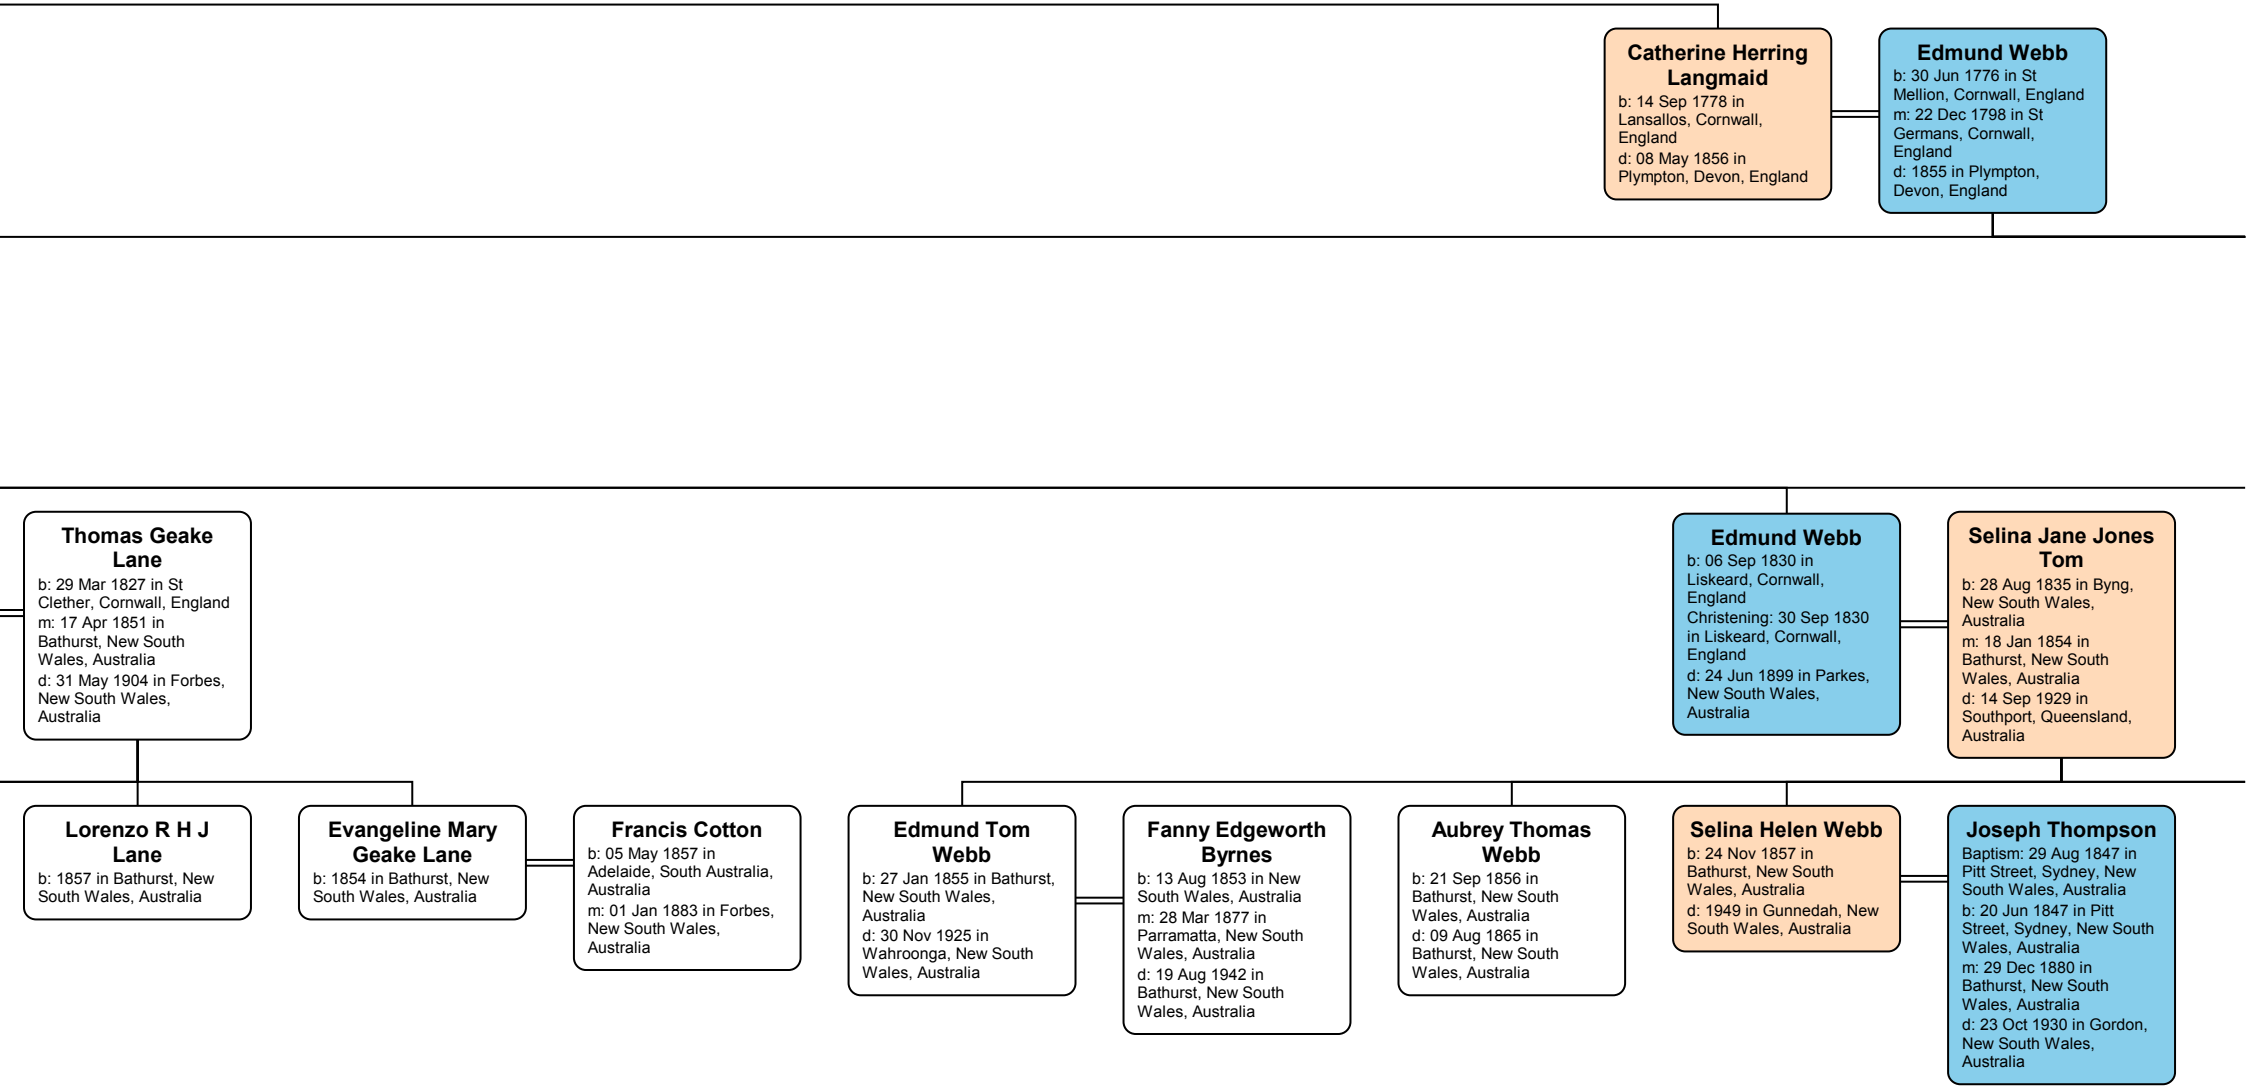 Catherine Herring
Langmaid
b: 14 Sep 1778 in
Lansallos, Cornwall,
England
d: 08 May 1856 in
Plympton, Devon, England
Edmund Webb
b: 30 Jun 1776 in St
Mellion, Cornwall, England
m: 22 Dec 1798 in St
Germans, Cornwall,
England
d: 1855 in Plympton,
Devon, England
Thomas Geake
Lane
b: 29 Mar 1827 in St
Clether, Cornwall, England
m: 17 Apr 1851 in
Bathurst, New South
Wales, Australia
d: 31 May 1904 in Forbes,
New South Wales,
Australia
Edmund Webb
b: 06 Sep 1830 in
Liskeard, Cornwall,
England
Christening: 30 Sep 1830
in Liskeard, Cornwall,
England
d: 24 Jun 1899 in Parkes,
New South Wales,
Australia
Selina Jane Jones
Tom
b: 28 Aug 1835 in Byng,
New South Wales,
Australia
m: 18 Jan 1854 in
Bathurst, New South
Wales, Australia
d: 14 Sep 1929 in
Southport, Queensland,
Australia
Lorenzo R H J
Lane
b: 1857 in Bathurst, New
South Wales, Australia
Evangeline Mary
Geake Lane
b: 1854 in Bathurst, New
South Wales, Australia
Francis Cotton
b: 05 May 1857 in
Adelaide, South Australia,
Australia
m: 01 Jan 1883 in Forbes,
New South Wales,
Australia
Edmund Tom
Webb
b: 27 Jan 1855 in Bathurst,
New South Wales,
Australia
d: 30 Nov 1925 in
Wahroonga, New South
Wales, Australia
Fanny Edgeworth
Byrnes
b: 13 Aug 1853 in New
South Wales, Australia
m: 28 Mar 1877 in
Parramatta, New South
Wales, Australia
d: 19 Aug 1942 in
Bathurst, New South
Wales, Australia
Aubrey Thomas
Webb
b: 21 Sep 1856 in
Bathurst, New South
Wales, Australia
d: 09 Aug 1865 in
Bathurst, New South
Wales, Australia
Selina Helen Webb
b: 24 Nov 1857 in
Bathurst, New South
Wales, Australia
d: 1949 in Gunnedah, New
South Wales, Australia
Joseph Thompson
Baptism: 29 Aug 1847 in
Pitt Street, Sydney, New
South Wales, Australia
b: 20 Jun 1847 in Pitt
Street, Sydney, New South
Wales, Australia
m: 29 Dec 1880 in
Bathurst, New South
Wales, Australia
d: 23 Oct 1930 in Gordon,
New South Wales,
Australia